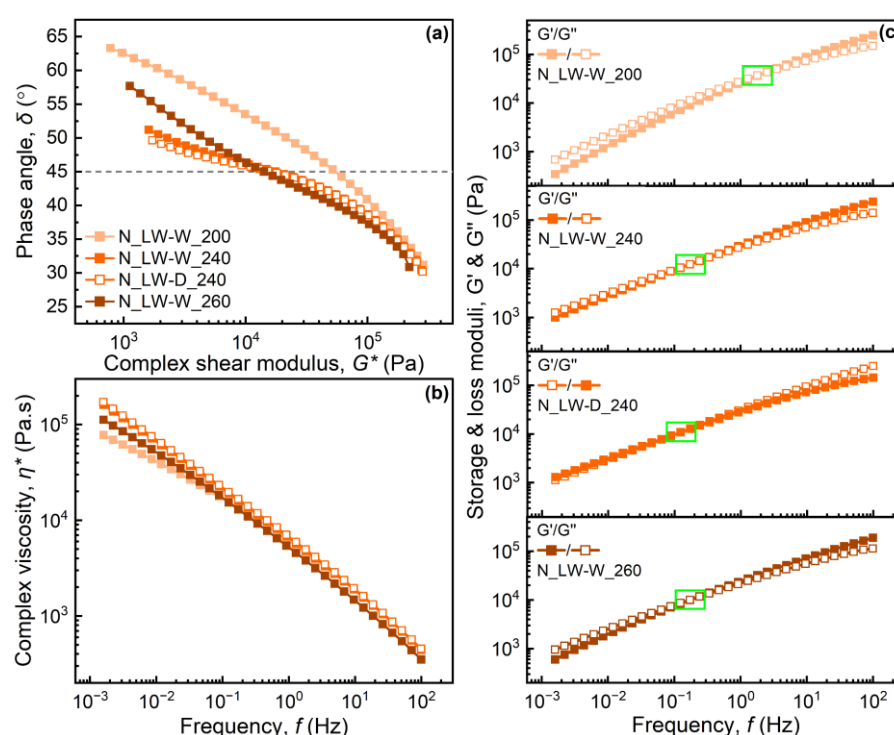 (a)
65
60
55
50
45
40
35
30
25
Phase angle, δ (°)
N_LW-W_200
N_LW-W_240
N_LW-D_240
N_LW-W_260
10³ 10⁴ 10⁵
Complex shear modulus, G* (Pa)
(b)
10⁵
10⁴
10³
Complex viscosity, η* (Pa.s)
10⁻³ 10⁻² 10⁻¹ 10⁰ 10¹ 10²
Frequency, f (Hz)
(c)
Storage & loss moduli, G' & G" (Pa)
G'/G"
/
N_LW-W_200
10⁵
10⁴
10³
G'/G"
/
N_LW-W_240
10⁵
10⁴
10³
G'/G"
/
N_LW-D_240
10⁵
10⁴
10³
G'/G"
/
N_LW-W_260
10⁵
10⁴
10³
10⁻³ 10⁻² 10⁻¹ 10⁰ 10¹ 10²
Frequency, f (Hz)